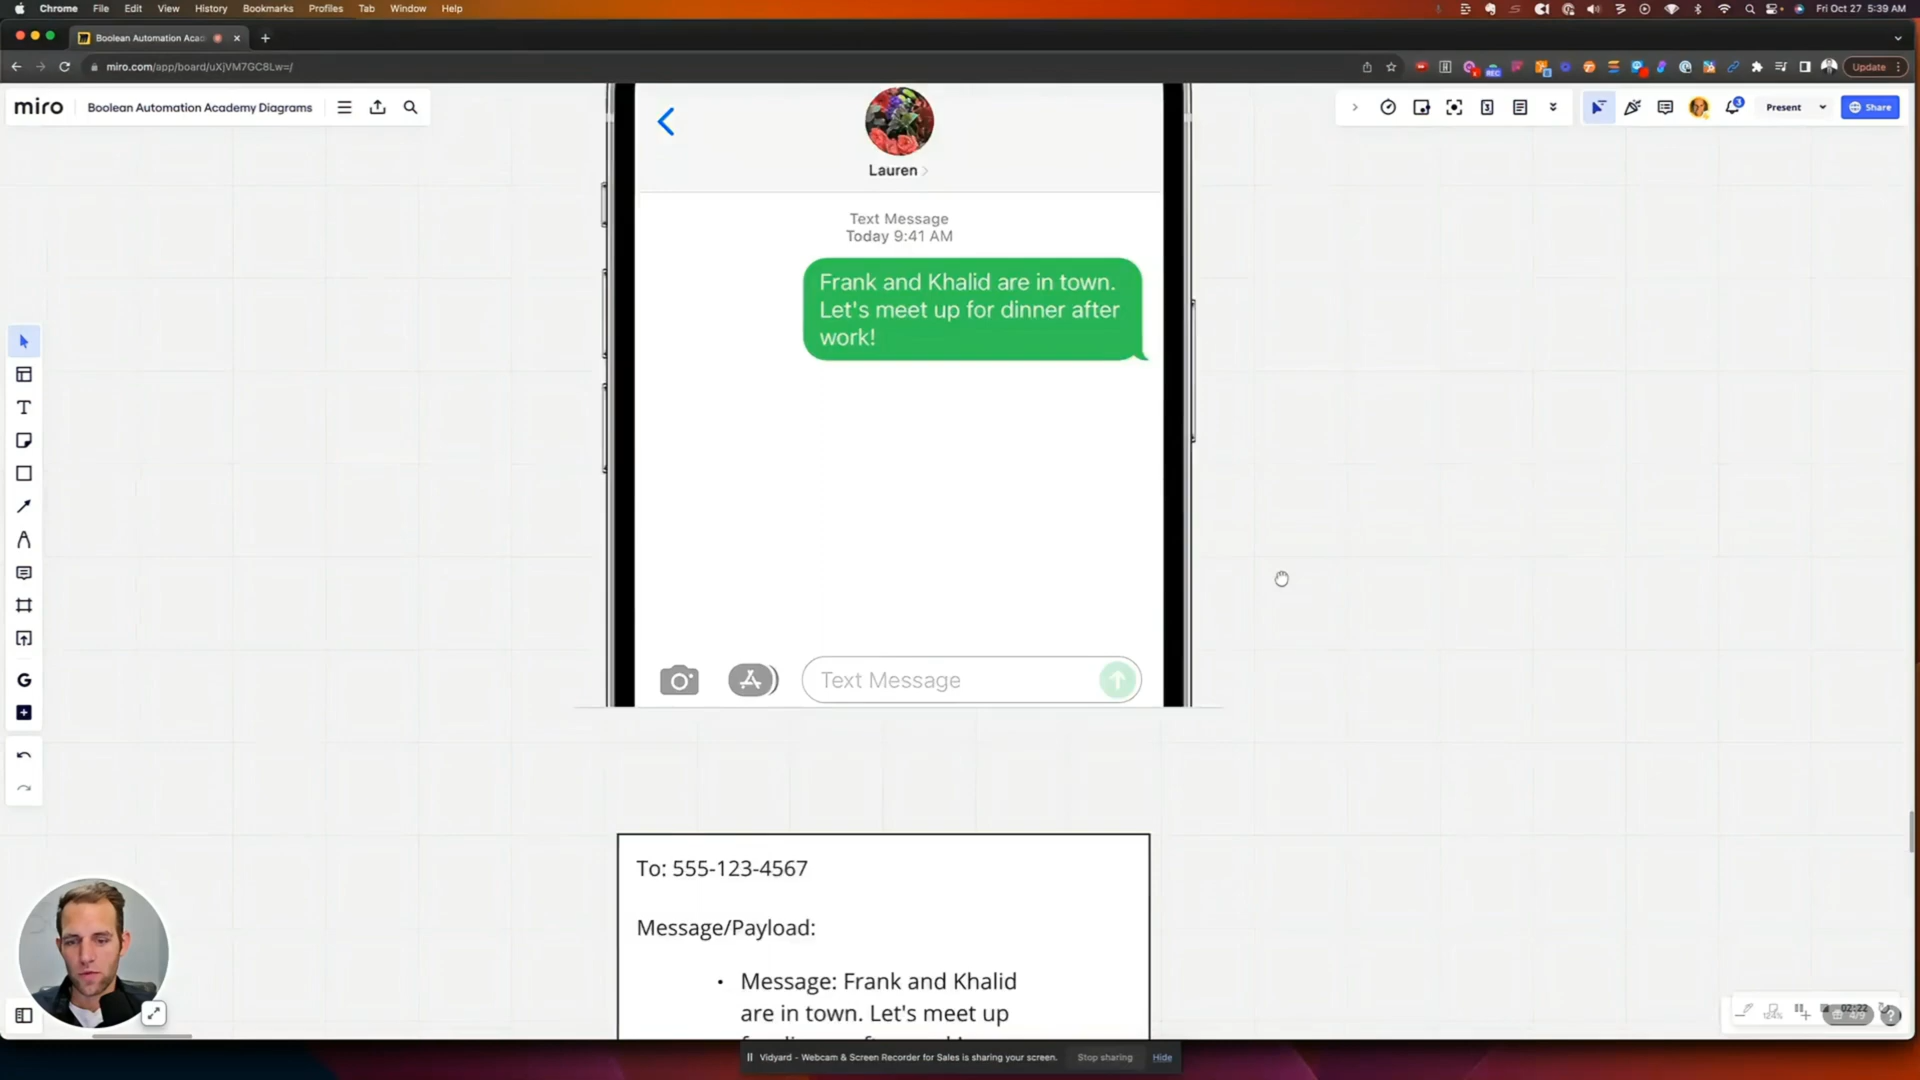 Chrome File Edit View History Bookmarks Profiles Tab Window Help
Fri Oct 27 5:39 AM
Boolean Automation Aca
miro.com/app/board/uXjVM7GC8Lw=/
Update
miro
Boolean Automation Academy Diagrams
Present
Share
Lauren
Text Message
Today 9:41 AM
Frank and Khalid are in town.
Let's meet up for dinner after
work!
Text Message
To: 555-123-4567
Message/Payload:
• Message: Frank and Khalid
are in town. Let's meet up
Vidyard - Webcam & Screen Recorder for Sales is sharing your screen.
Stop sharing
Hide